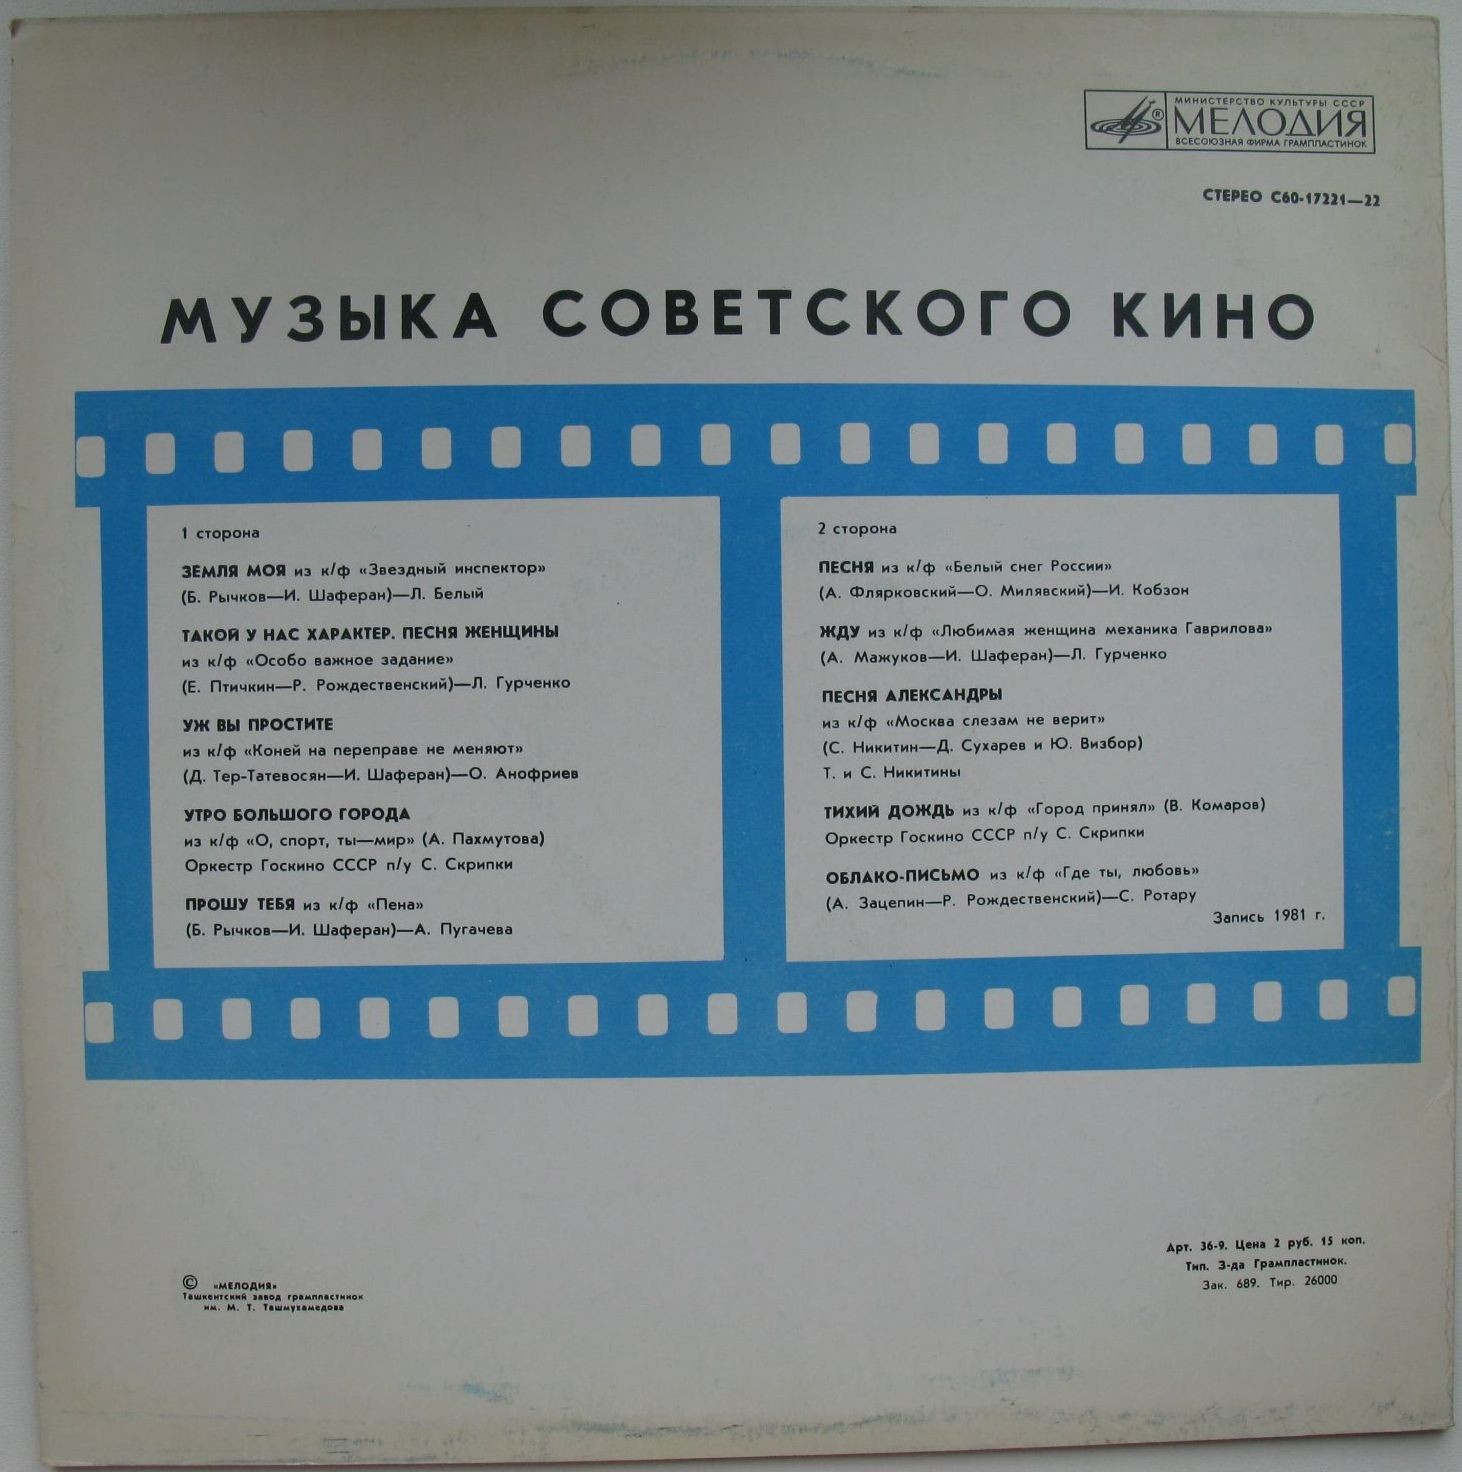 МИНИСТЕРСТВО КУЛЬТУРЫ СССР
МЕЛОДИЯ
ВСЕСОЮЗНАЯ ФИРМА ГРАМПЛАСТИНОК
СТЕРЕО С60-17221—22
МУЗЫКА СОВЕТСКОГО КИНО
1 сторона
ЗЕМЛЯ МОЯ из к/ф «Звездный инспектор»
(Б. Рычков—И. Шаферан)—Л. Белый
ТАКОЙ У НАС ХАРАКТЕР. ПЕСНЯ ЖЕНЩИНЫ
из к/ф «Особо важное задание»
(Е. Птичкин—Р. Рождественский)—Л. Гурченко
УЖ ВЫ ПРОСТИТЕ
из к/ф «Коней на переправе не меняют»
(Д. Тер-Татевосян—И. Шаферан)—О. Анофриев
УТРО БОЛЬШОГО ГОРОДА
из к/ф «О, спорт, ты—мир» (А. Пахмутова)
Оркестр Госкино СССР п/у С. Скрипки
ПРОШУ ТЕБЯ из к/ф «Пена»
(Б. Рычков—И. Шаферан)—А. Пугачева
2 сторона
ПЕСНЯ из к/ф «Белый снег России»
(А. Флярковский—О. Милявский)—И. Кобзон
ЖДУ из к/ф «Любимая женщина механика Гаврилова»
(А. Мажуков—И. Шаферан)—Л. Гурченко
ПЕСНЯ АЛЕКСАНДРЫ
из к/ф «Москва слезам не верит»
(С. Никитин—Д. Сухарев и Ю. Визбор)
Т. и С. Никитины
ТИХИЙ ДОЖДЬ из к/ф «Город принял» (В. Комаров)
Оркестр Госкино СССР п/у С. Скрипки
ОБЛАКО-ПИСЬМО из к/ф «Где ты, любовь»
(А. Зацепин—Р. Рождественский)—С. Ротару
Запись 1981 г.
© «МЕЛОДИЯ»
Ташкентский завод грампластинок
им. М. Т. Ташмухамедова
Арт. 36-9. Цена 2 руб. 15 коп.
Тип. З-да Грампластинок.
Зак. 689. Тир. 26000